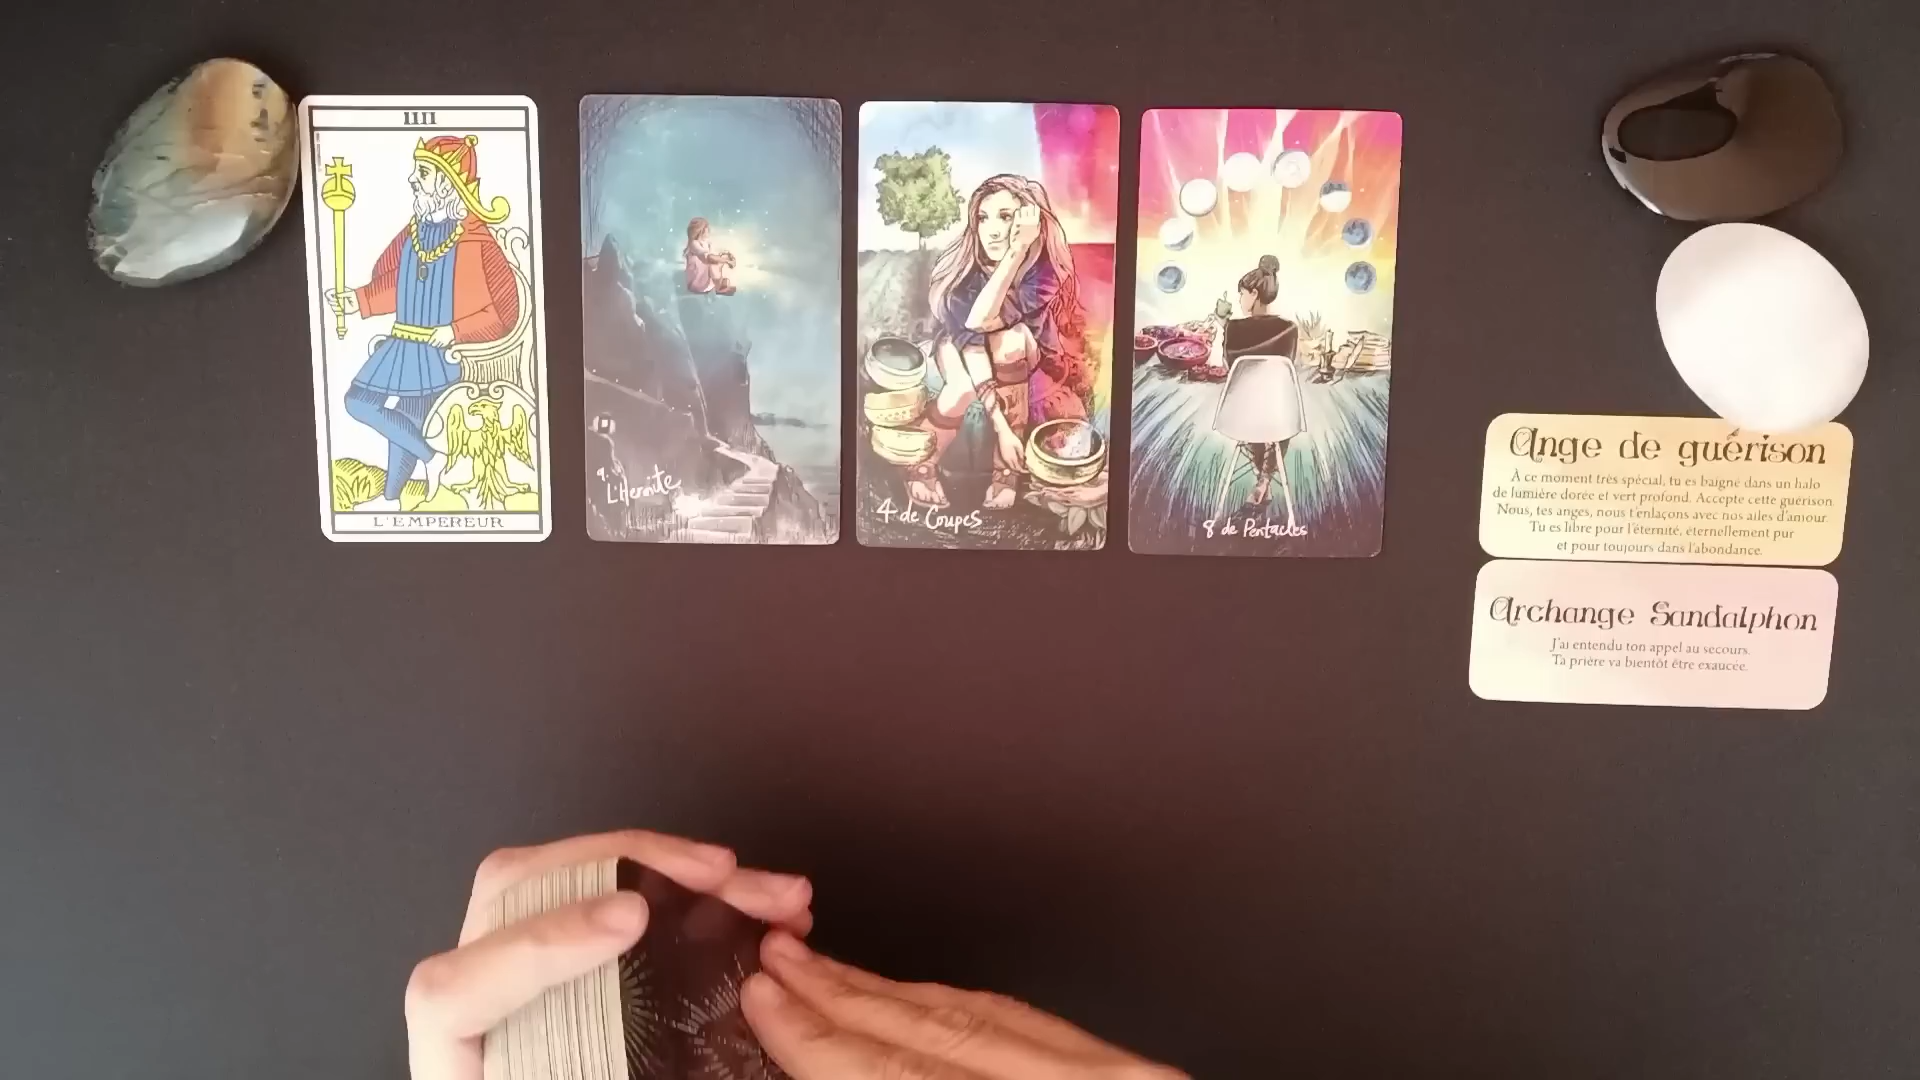 IIII
L'EMPEREUR
9.
L'Hermite
4 de Coupes
8 de Pentacles
Ange de guérison
À ce moment très spécial, tu es baigné dans un halo
de lumière dorée et vert profond. Accepte cette guérison.
Nous, tes anges, nous t'enlaçons avec nos ailes d'amour.
Tu es libre pour l'éternité, éternellement pur
et pour toujours dans l'abondance.
Archange Sandalphon
J'ai entendu ton appel au secours.
Ta prière va bientôt être exaucée.